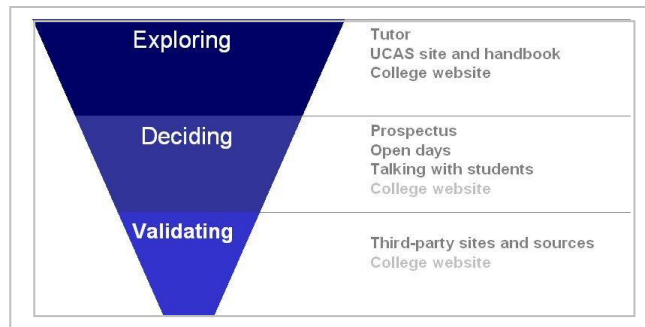 Exploring
Tutor
UCAS site and handbook
College website
Deciding
Prospectus
Open days
Talking with students
College website
Validating
Third-party sites and sources
College website